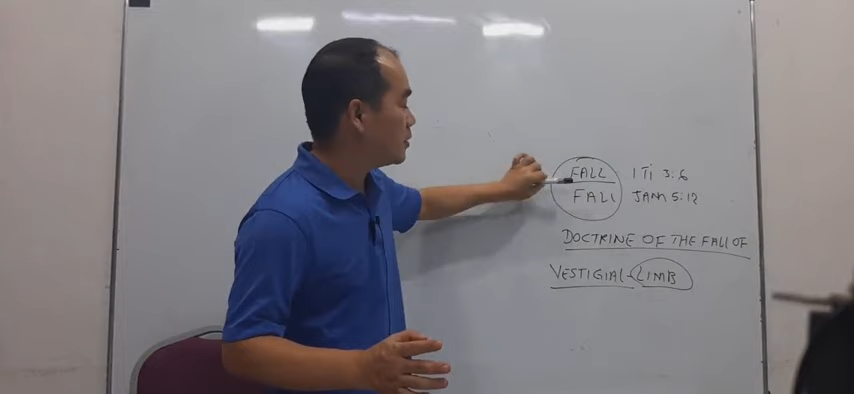 FALL 1 TI 3:6
FALL JAM 5:12
DOCTRINE OF THE FALL OF
VESTIGIAL LIMB